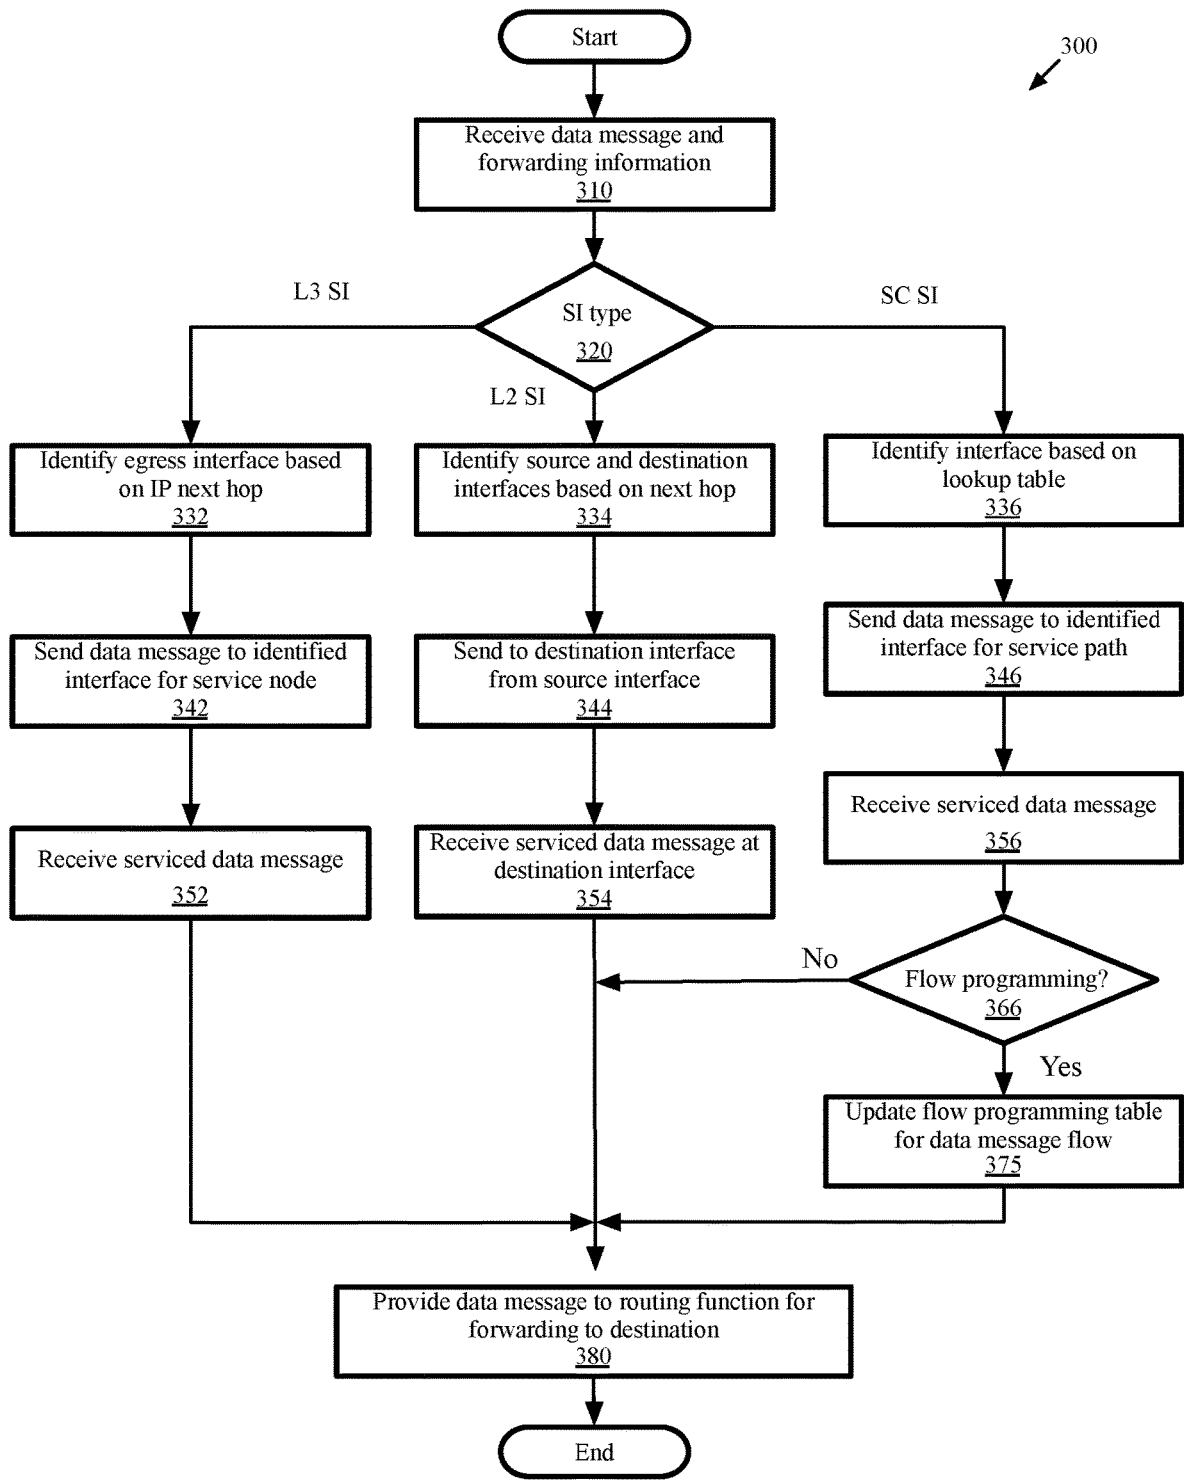 Start
300
Receive data message and
forwarding information
310
L3 SI
SC SI
SI type
320
L2 SI
Identify egress interface based
on IP next hop
332
Identify source and destination
interfaces based on next hop
334
Identify interface based on
lookup table
336
Send data message to identified
interface for service node
342
Send to destination interface
from source interface
344
Send data message to identified
interface for service path
346
Receive serviced data message
352
Receive serviced data message at
destination interface
354
Receive serviced data message
356
No
Flow programming?
366
Yes
Update flow programming table
for data message flow
375
Provide data message to routing function for
forwarding to destination
380
End